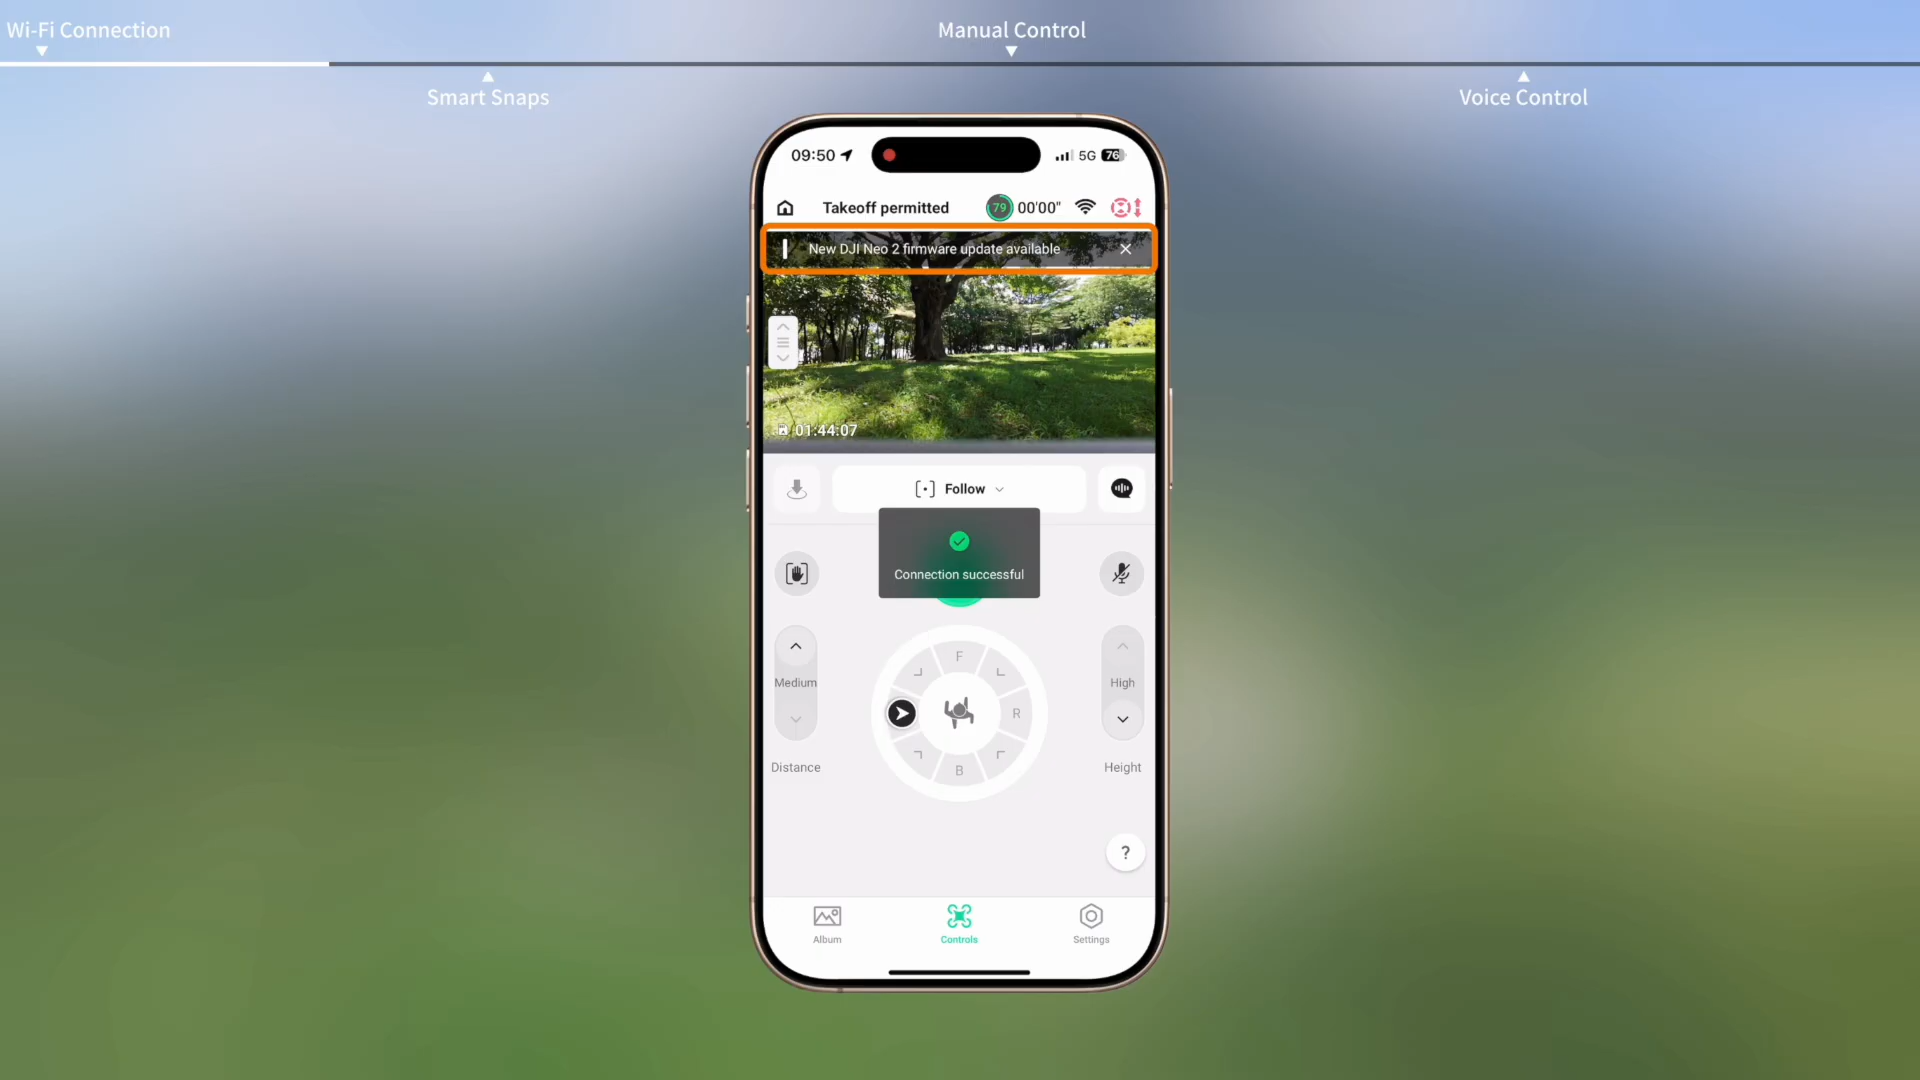 Wi-Fi Connection
Manual Control
Smart Snaps
Voice Control
09:50
5G 76
Takeoff permitted
79 00'00"
New DJI Neo 2 firmware update available
01:44:07
Follow
Connection successful
F
Medium
High
R
B
Distance
Height
?
Album
Controls
Settings